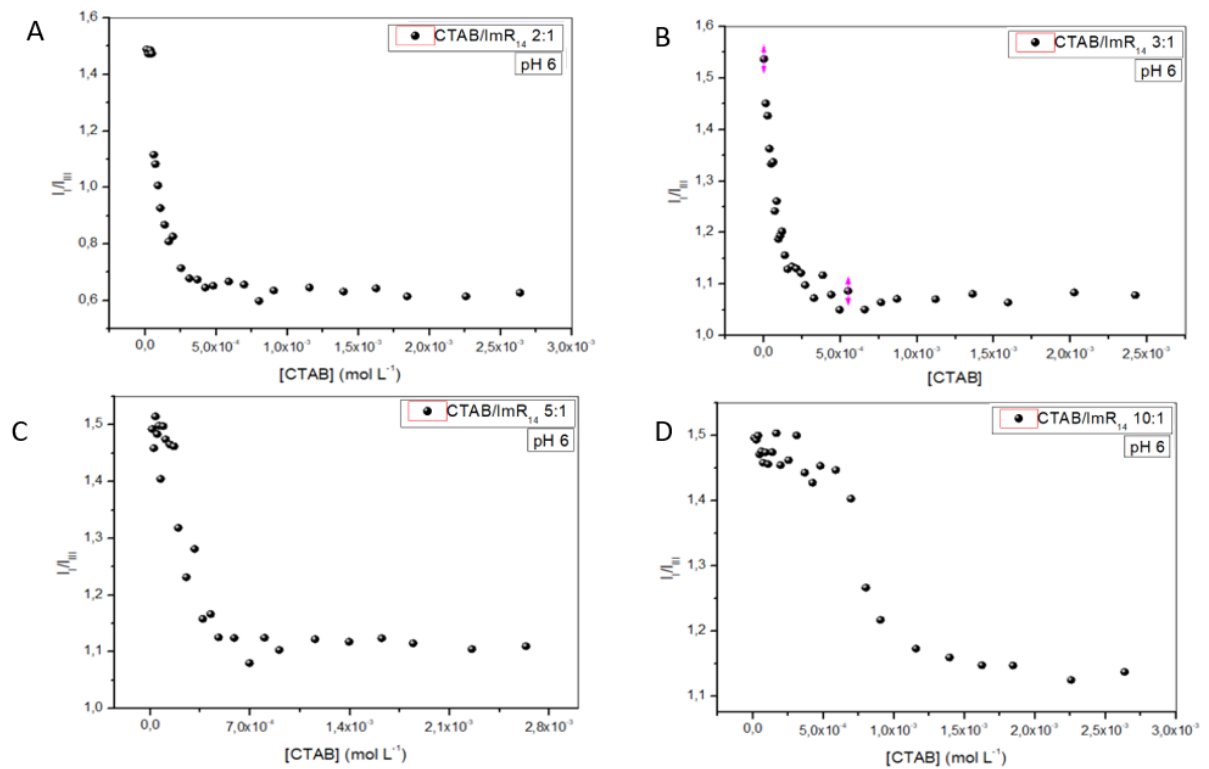 A
CTAB/ImR₁₄ 2:1
pH 6
I_I/I_III
1,6
1,4
1,2
1,0
0,8
0,6
0,0 5,0x10⁻⁴ 1,0x10⁻³ 1,5x10⁻³ 2,0x10⁻³ 2,5x10⁻³ 3,0x10⁻³
[CTAB] (mol L⁻¹)
B
CTAB/ImR₁₄ 3:1
pH 6
I_I/I_III
1,6
1,5
1,4
1,3
1,2
1,1
1,0
0,0 5,0x10⁻⁴ 1,0x10⁻³ 1,5x10⁻³ 2,0x10⁻³ 2,5x10⁻³
[CTAB]
C
CTAB/ImR₁₄ 5:1
pH 6
I_I/I_III
1,5
1,4
1,3
1,2
1,1
1,0
0,0 7,0x10⁻⁴ 1,4x10⁻³ 2,1x10⁻³ 2,8x10⁻³
[CTAB] (mol L⁻¹)
D
CTAB/ImR₁₄ 10:1
pH 6
I_I/I_III
1,5
1,4
1,3
1,2
1,1
0,0 5,0x10⁻⁴ 1,0x10⁻³ 1,5x10⁻³ 2,0x10⁻³ 2,5x10⁻³ 3,0x10⁻³
[CTAB] (mol L⁻¹)